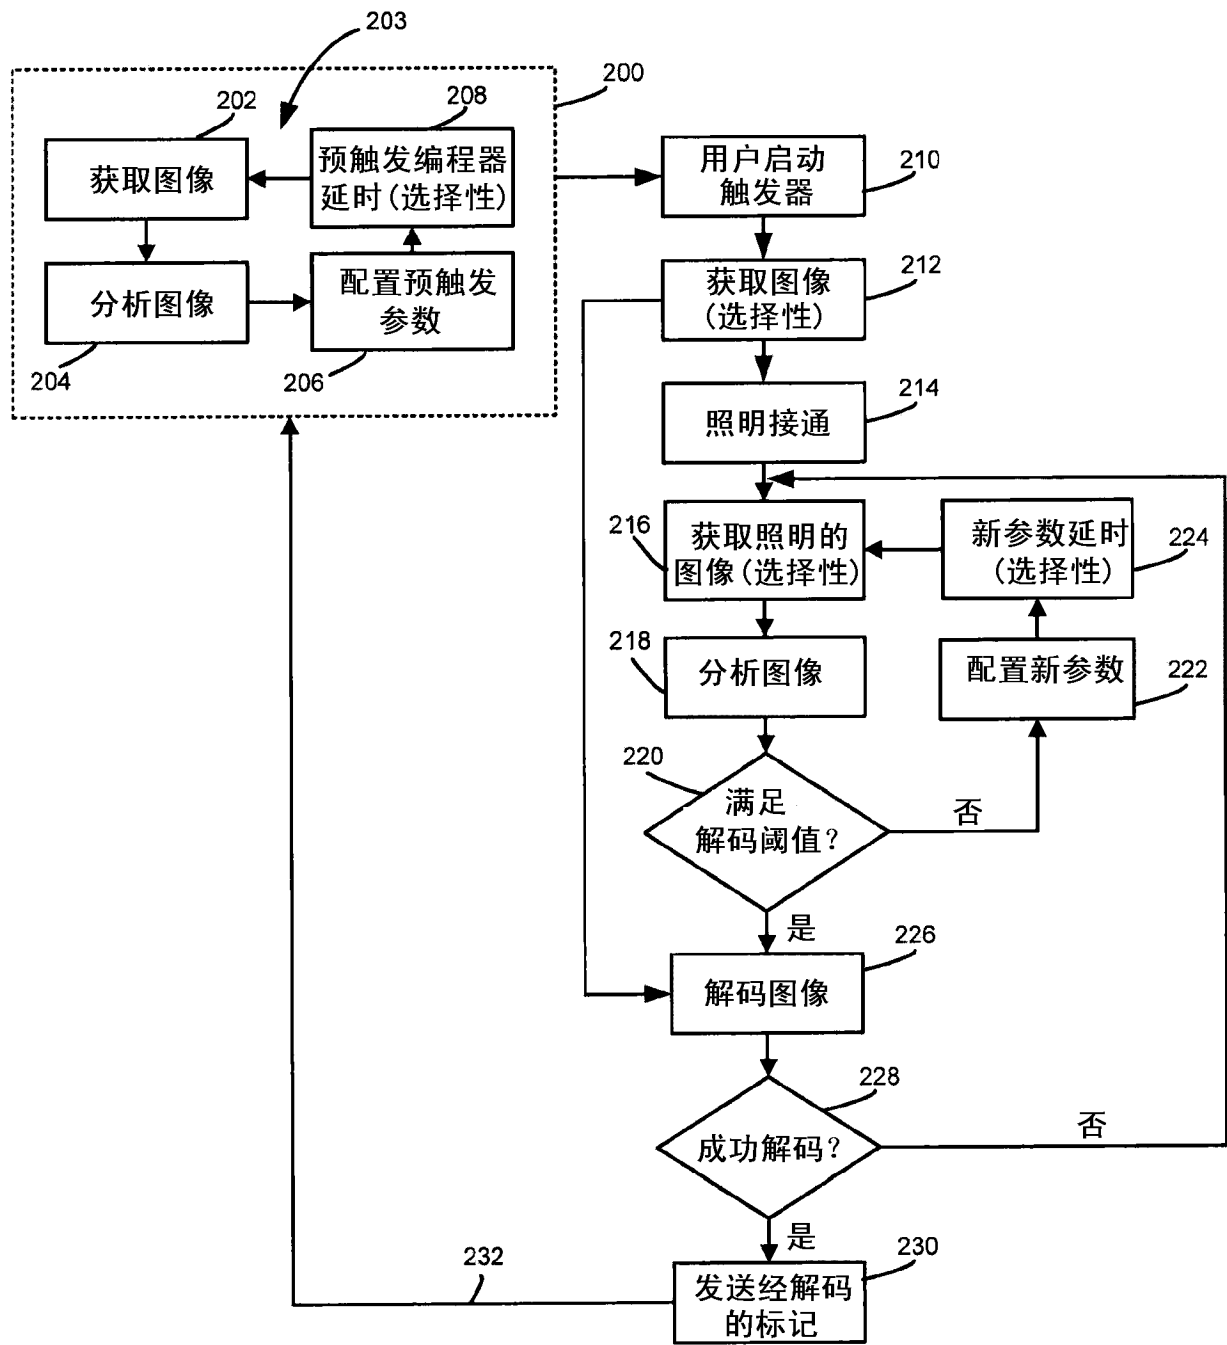 203
200
202
208
获取图像
预触发编程器
延时(选择性)
分析图像
配置预触发
参数
204
206
用户启动
触发器
210
获取图像
(选择性)
212
照明接通
214
216
获取照明的
图像(选择性)
新参数延时
(选择性)
224
218
分析图像
配置新参数
222
220
满足
解码阈值?
否
是
226
解码图像
228
成功解码?
否
是
230
232
发送经解码
的标记